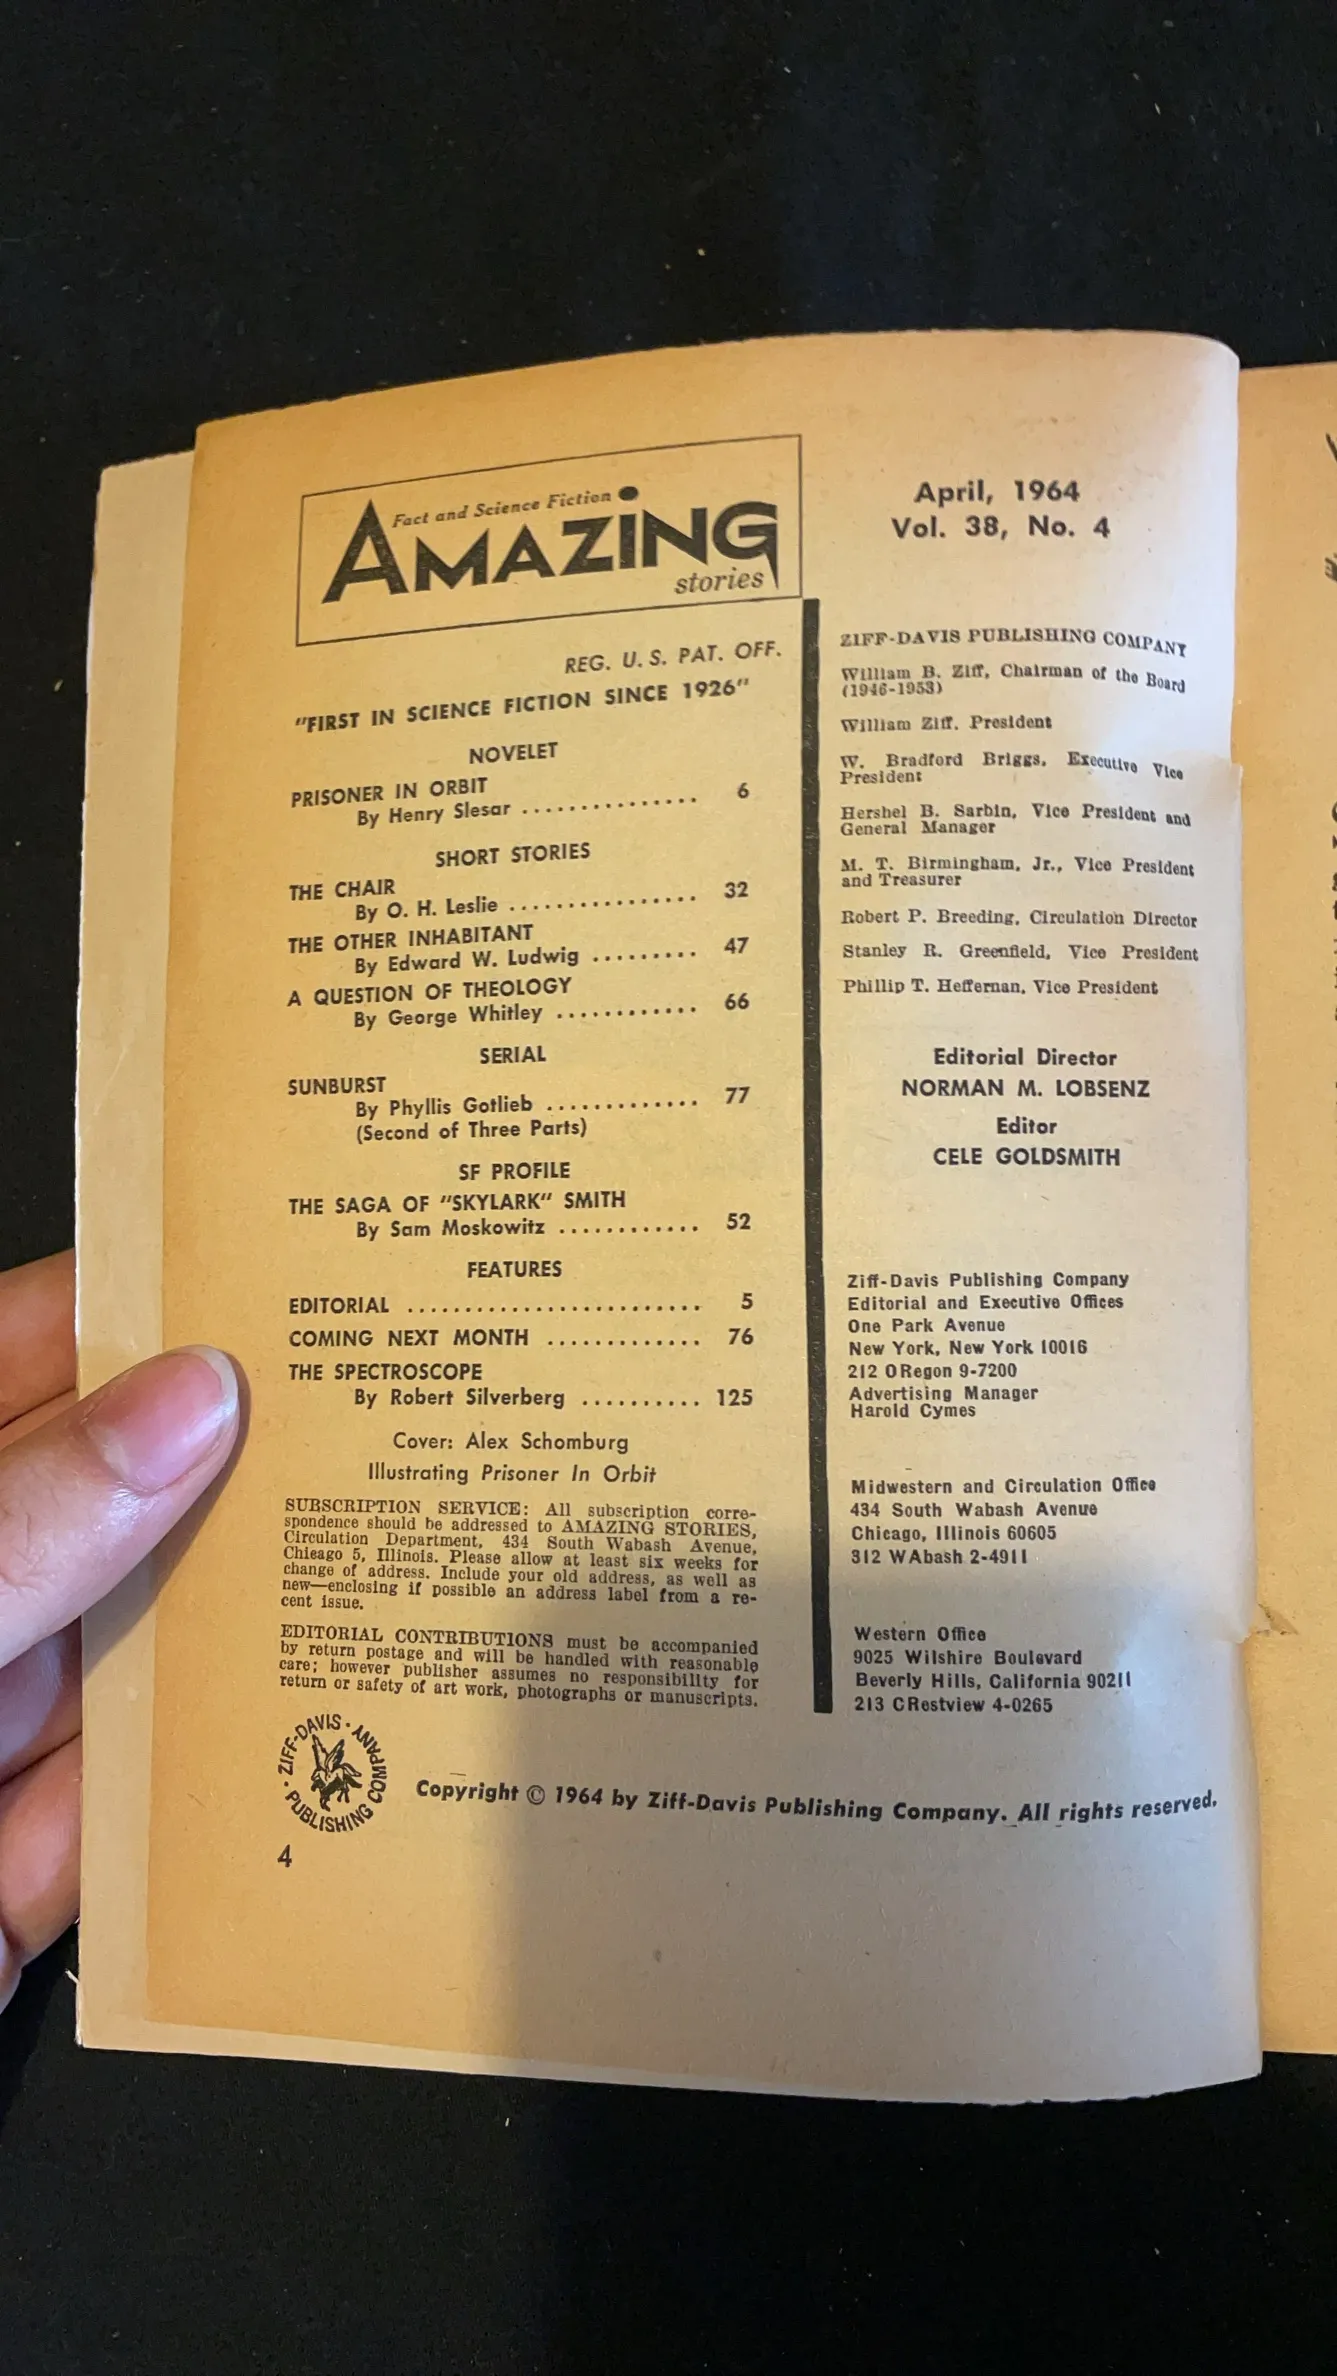 Fact and Science Fiction
AMAZING
stories
REG. U. S. PAT. OFF.
"FIRST IN SCIENCE FICTION SINCE 1926"
NOVELET
PRISONER IN ORBIT
By Henry Slesar ............... 6
SHORT STORIES
THE CHAIR
By O. H. Leslie ................ 32
THE OTHER INHABITANT
By Edward W. Ludwig ......... 47
A QUESTION OF THEOLOGY
By George Whitley ............ 66
SERIAL
SUNBURST
By Phyllis Gotlieb ............. 77
(Second of Three Parts)
SF PROFILE
THE SAGA OF "SKYLARK" SMITH
By Sam Moskowitz ............ 52
FEATURES
EDITORIAL .......................... 5
COMING NEXT MONTH ............. 76
THE SPECTROSCOPE
By Robert Silverberg .......... 125
Cover: Alex Schomburg
Illustrating Prisoner In Orbit
SUBSCRIPTION SERVICE: All subscription corre-
spondence should be addressed to AMAZING STORIES,
Circulation Department, 434 South Wabash Avenue,
Chicago 5, Illinois. Please allow at least six weeks for
change of address. Include your old address, as well as
new—enclosing if possible an address label from a re-
cent issue.
EDITORIAL CONTRIBUTIONS must be accompanied
by return postage and will be handled with reasonable
care; however publisher assumes no responsibility for
return or safety of art work, photographs or manuscripts.
April, 1964
Vol. 38, No. 4
ZIFF-DAVIS PUBLISHING COMPANY
William B. Ziff, Chairman of the Board
(1946-1953)
William Ziff. President
W. Bradford Briggs, Executive Vice
President
Hershel B. Sarbin, Vice President and
General Manager
M. T. Birmingham, Jr., Vice President
and Treasurer
Robert P. Breeding, Circulation Director
Stanley R. Greenfield, Vice President
Phillip T. Heffernan, Vice President
Editorial Director
NORMAN M. LOBSENZ
Editor
CELE GOLDSMITH
Ziff-Davis Publishing Company
Editorial and Executive Offices
One Park Avenue
New York, New York 10016
212 ORegon 9-7200
Advertising Manager
Harold Cymes
Midwestern and Circulation Office
434 South Wabash Avenue
Chicago, Illinois 60605
312 WAbash 2-4911
Western Office
9025 Wilshire Boulevard
Beverly Hills, California 90211
213 CRestview 4-0265
ZIFF-DAVIS · PUBLISHING COMPANY ·
Copyright © 1964 by Ziff-Davis Publishing Company. All rights reserved.
4